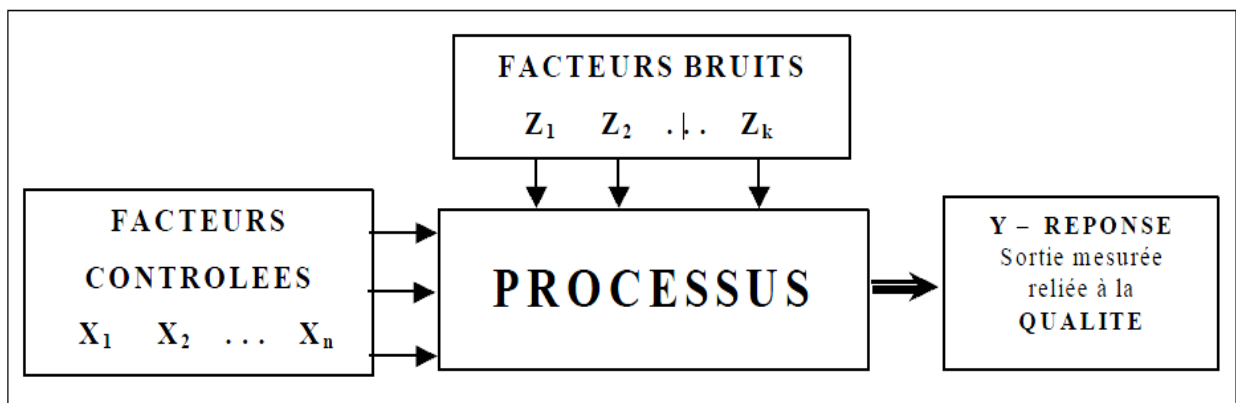 FACTEURS BRUITS
Z1 Z2 ... Zk
FACTEURS
CONTROLEES
X1 X2 ... Xn
PROCESSUS
Y – REPONSE
Sortie mesurée
reliée à la
QUALITE